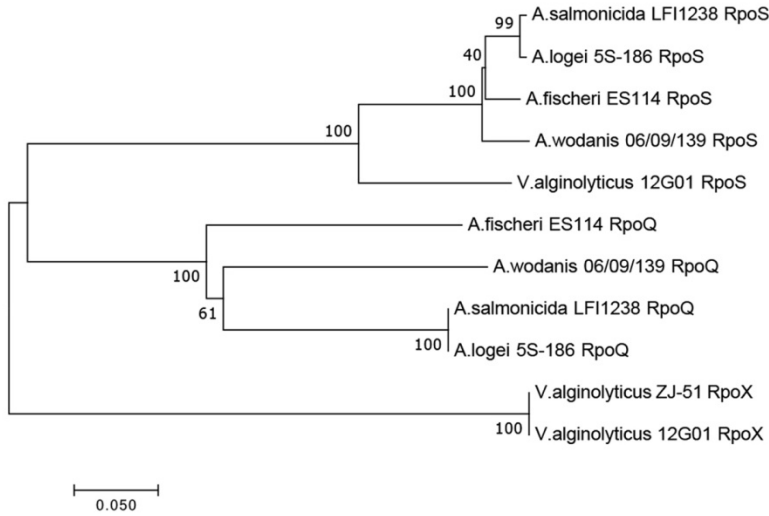 99
A.salmonicida LFI1238 RpoS
A.logei 5S-186 RpoS
40
A.fischeri ES114 RpoS
100
A.wodanis 06/09/139 RpoS
100
V.alginolyticus 12G01 RpoS
A.fischeri ES114 RpoQ
100
A.wodanis 06/09/139 RpoQ
61
A.salmonicida LFI1238 RpoQ
100
A.logei 5S-186 RpoQ
V.alginolyticus ZJ-51 RpoX
100
V.alginolyticus 12G01 RpoX
0.050